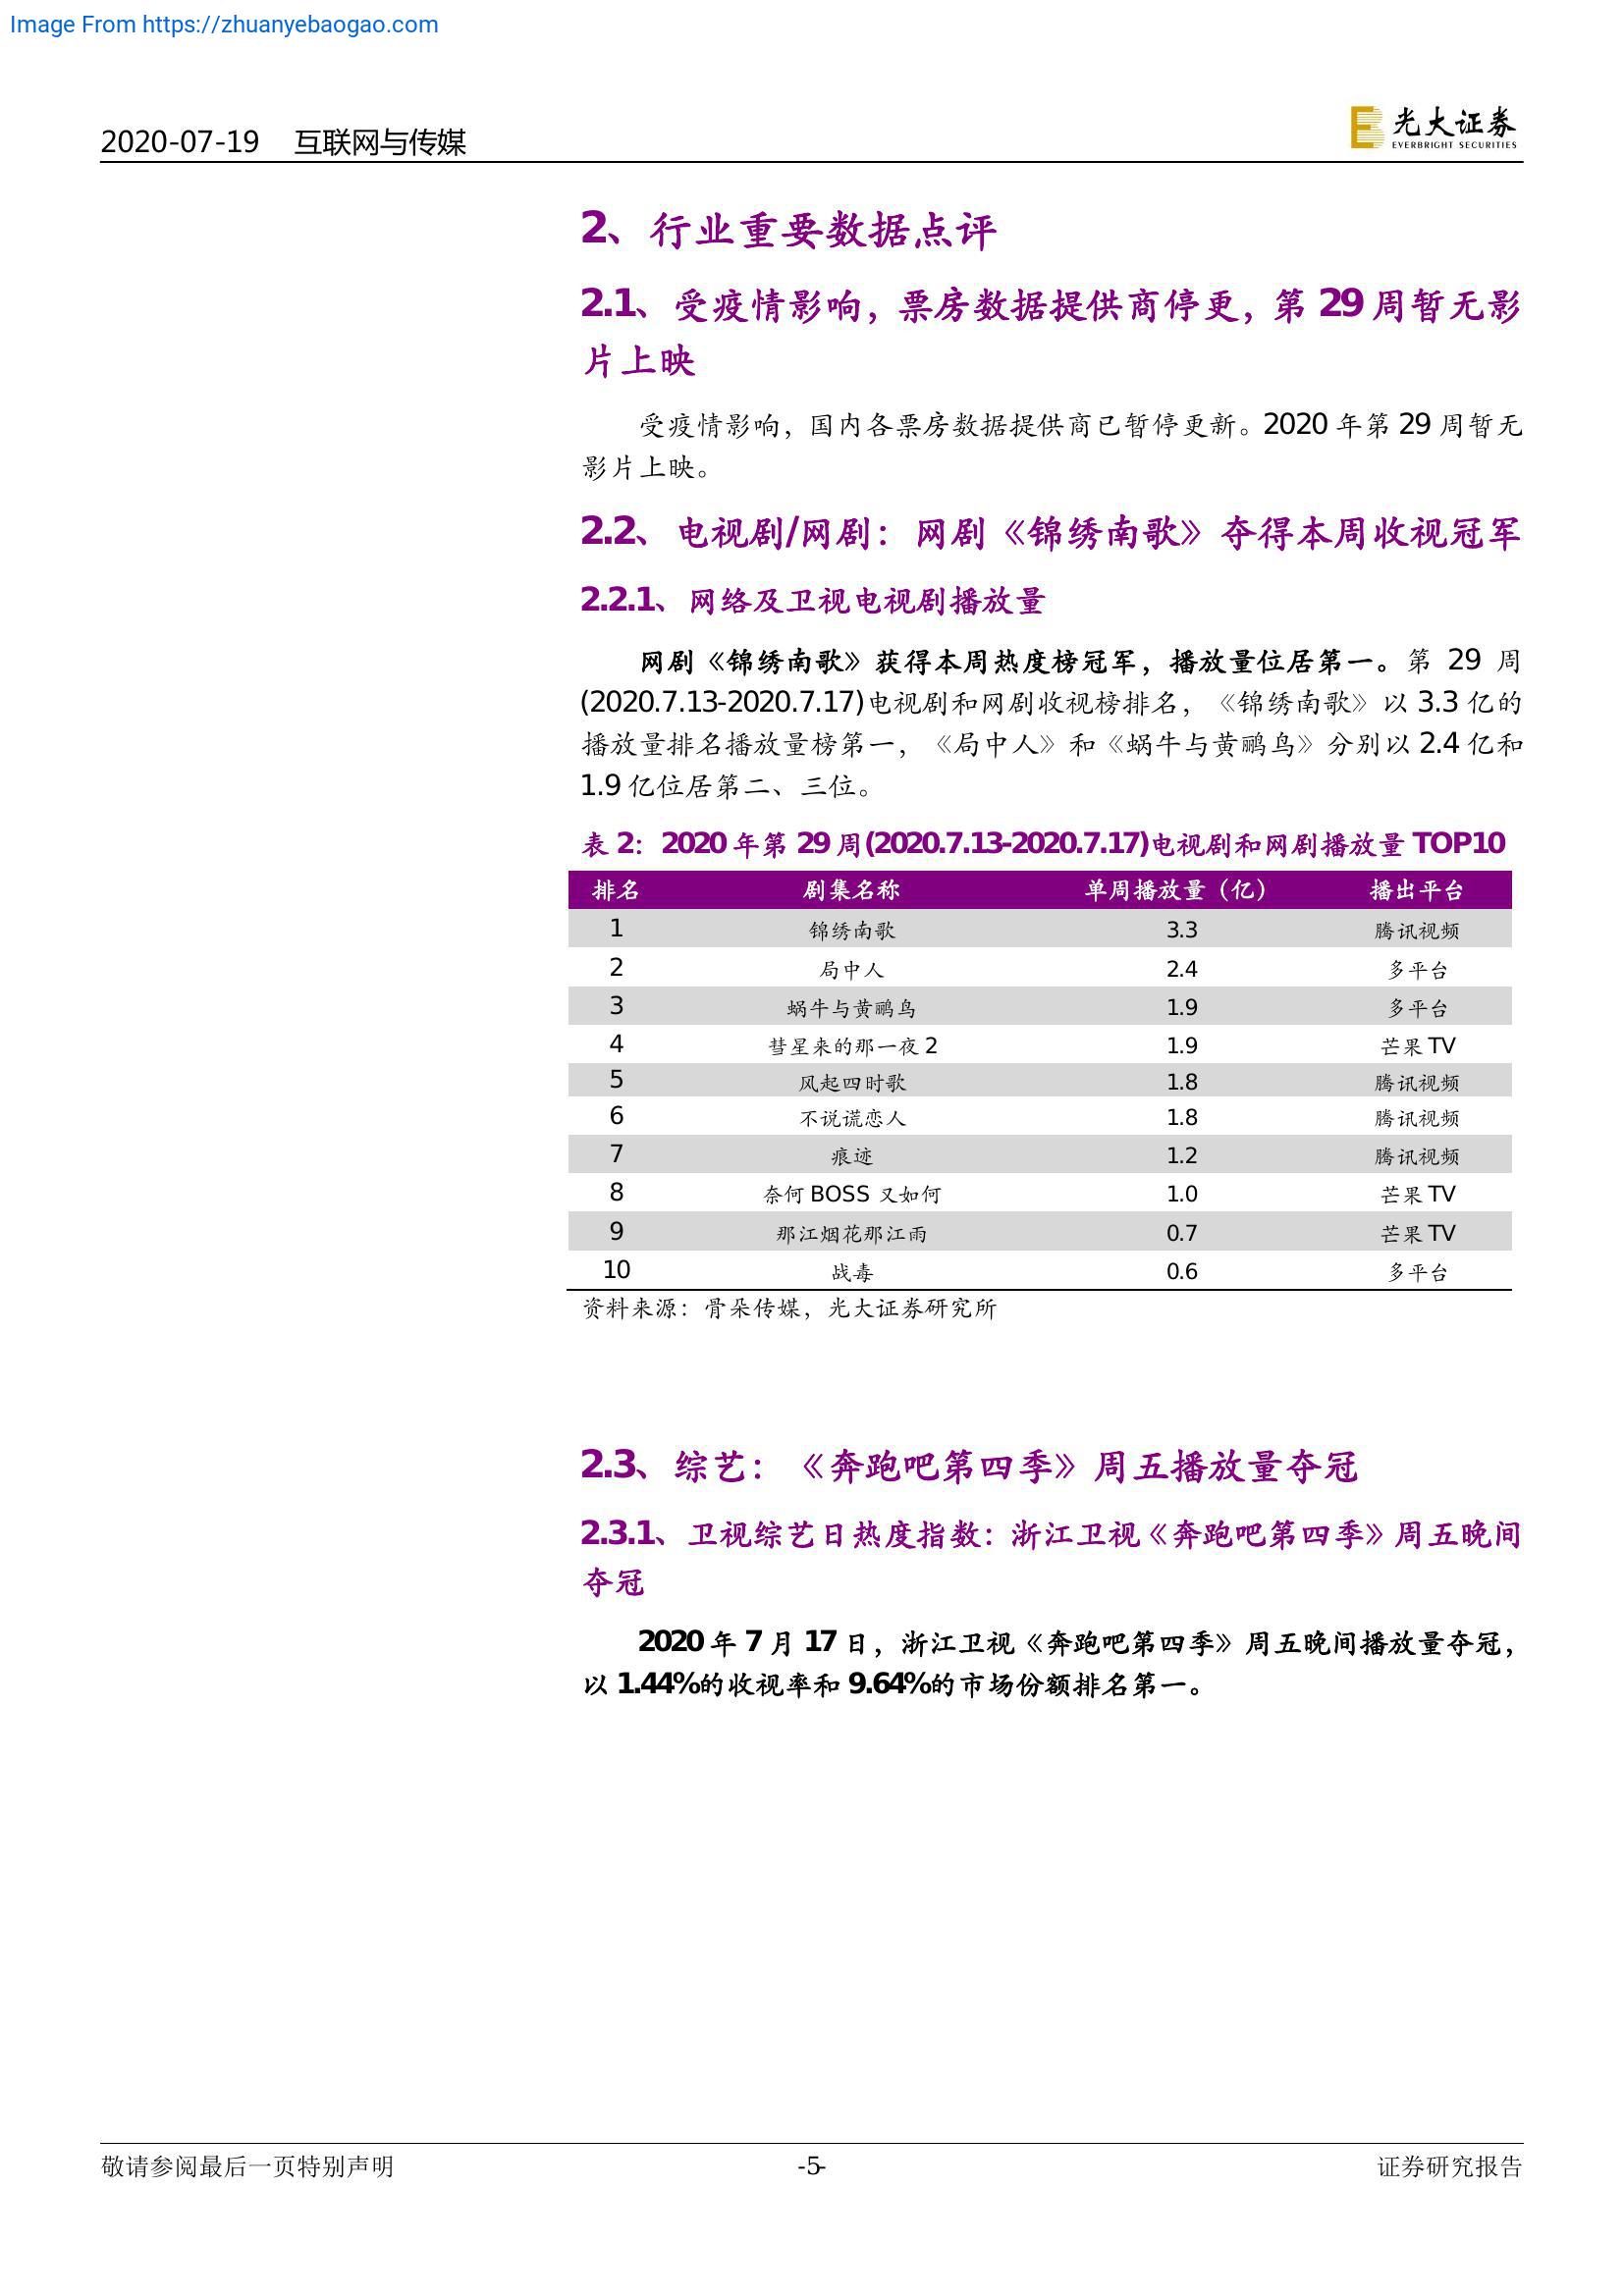 Image From https://zhuanyebaogao.com
2020-07-19 互联网与传媒
光大证券
EVERBRIGHT SECURITIES
2、行业重要数据点评
2.1、受疫情影响，票房数据提供商停更，第 29 周暂无影
片上映
受疫情影响，国内各票房数据提供商已暂停更新。2020 年第 29 周暂无
影片上映。
2.2、电视剧/网剧：网剧《锦绣南歌》夺得本周收视冠军
2.2.1、网络及卫视电视剧播放量
网剧《锦绣南歌》获得本周热度榜冠军，播放量位居第一。第 29 周
(2020.7.13-2020.7.17)电视剧和网剧收视榜排名，《锦绣南歌》以 3.3 亿的
播放量排名播放量榜第一，《局中人》和《蜗牛与黄鹂鸟》分别以 2.4 亿和
1.9 亿位居第二、三位。
表 2：2020 年第 29 周(2020.7.13-2020.7.17)电视剧和网剧播放量 TOP10
排名 剧集名称 单周播放量（亿） 播出平台
1 锦绣南歌 3.3 腾讯视频
2 局中人 2.4 多平台
3 蜗牛与黄鹂鸟 1.9 多平台
4 彗星来的那一夜 2 1.9 芒果 TV
5 风起四时歌 1.8 腾讯视频
6 不说谎恋人 1.8 腾讯视频
7 痕迹 1.2 腾讯视频
8 奈何 BOSS 又如何 1.0 芒果 TV
9 那江烟花那江雨 0.7 芒果 TV
10 战毒 0.6 多平台
资料来源：骨朵传媒，光大证券研究所
2.3、综艺：《奔跑吧第四季》周五播放量夺冠
2.3.1、卫视综艺日热度指数：浙江卫视《奔跑吧第四季》周五晚间
夺冠
2020 年 7 月 17 日，浙江卫视《奔跑吧第四季》周五晚间播放量夺冠，
以 1.44%的收视率和 9.64%的市场份额排名第一。
敬请参阅最后一页特别声明 -5- 证券研究报告